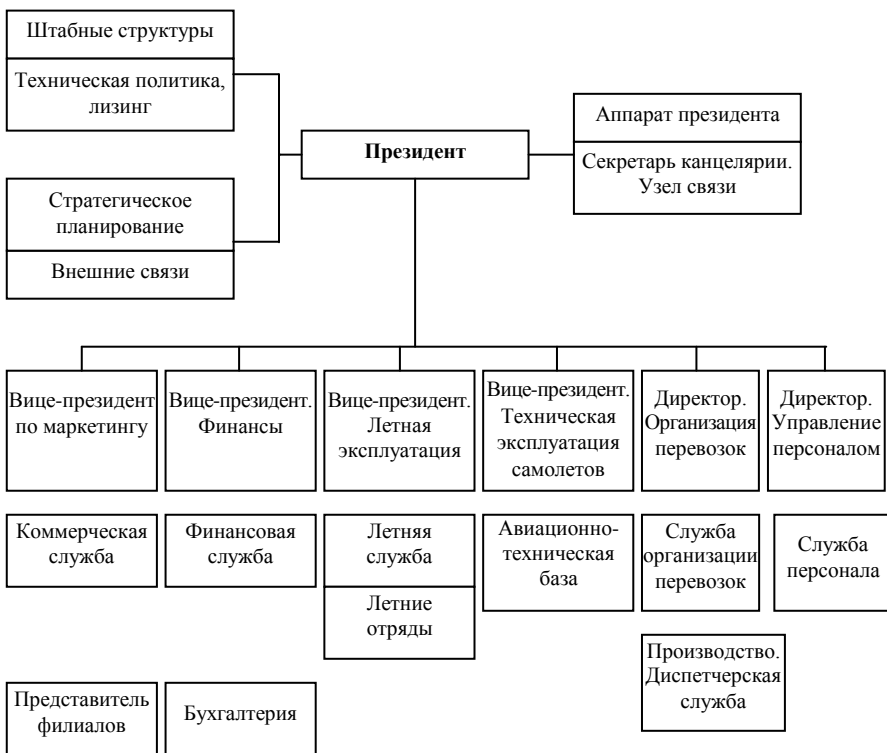 Штабные структуры
Техническая политика,
лизинг
Аппарат президента
Президент
Секретарь канцелярии.
Узел связи
Стратегическое
планирование
Внешние связи
Вице-президент
по маркетингу
Вице-президент.
Финансы
Вице-президент.
Летная
эксплуатация
Вице-президент.
Техническая
эксплуатация
самолетов
Директор.
Организация
перевозок
Директор.
Управление
персоналом
Коммерческая
служба
Финансовая
служба
Летняя
служба
Летние
отряды
Авиационно-
техническая
база
Служба
организации
перевозок
Служба
персонала
Производство.
Диспетчерская
служба
Представитель
филиалов
Бухгалтерия